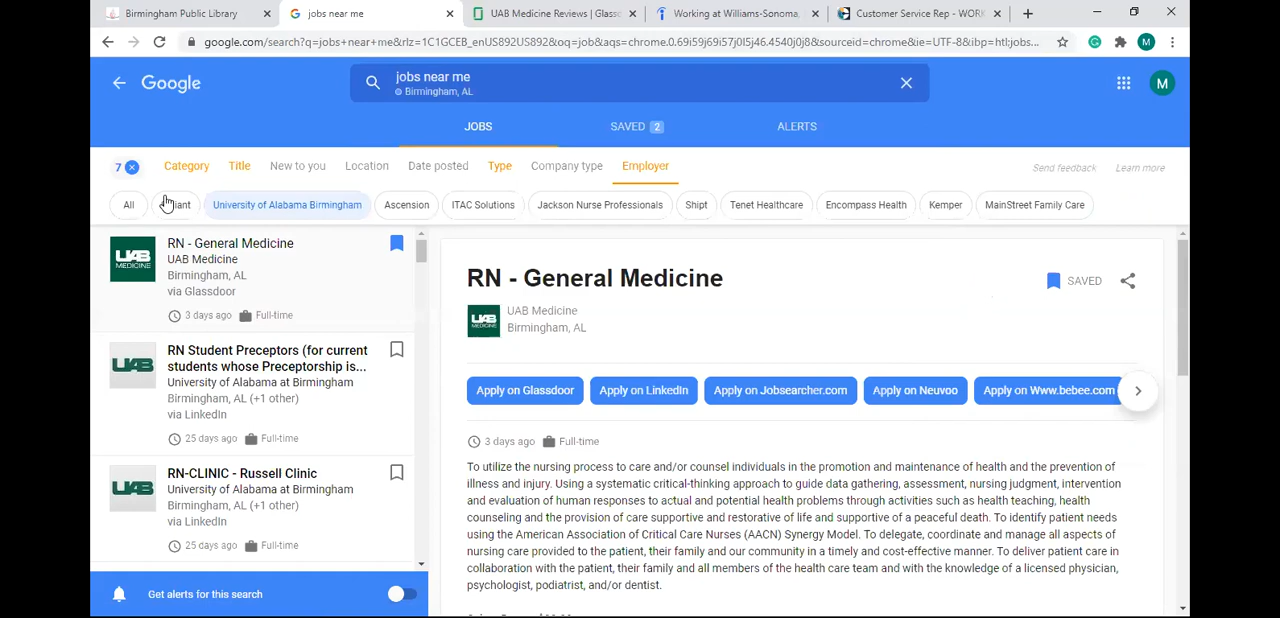 Birmingham Public Library
jobs near me
UAB Medicine Reviews | Glass
Working at Williams-Sonoma,
Customer Service Rep - WORK
google.com/search?q=jobs+near+me&rlz=1C1GCEB_enUS892US892&oq=job&aqs=chrome.0.69i59j69i57j0l5j46.4540j0j8&sourceid=chrome&ie=UTF-8&ibp=htl;jobs...
M
Google
jobs near me
Birmingham, AL
M
JOBS
SAVED 2
ALERTS
7
Category
Title
New to you
Location
Date posted
Type
Company type
Employer
Send feedback
Learn more
All
University of Alabama Birmingham
Ascension
ITAC Solutions
Jackson Nurse Professionals
Shipt
Tenet Healthcare
Encompass Health
Kemper
MainStreet Family Care
UAB
MEDICINE
RN - General Medicine
UAB Medicine
Birmingham, AL
via Glassdoor
3 days ago
Full-time
UAB
RN Student Preceptors (for current
students whose Preceptorship is...
University of Alabama at Birmingham
Birmingham, AL (+1 other)
via LinkedIn
25 days ago
Full-time
UAB
RN-CLINIC - Russell Clinic
University of Alabama at Birmingham
Birmingham, AL (+1 other)
via LinkedIn
25 days ago
Full-time
Get alerts for this search
RN - General Medicine
SAVED
UAB
MEDICINE
UAB Medicine
Birmingham, AL
Apply on Glassdoor
Apply on LinkedIn
Apply on Jobsearcher.com
Apply on Neuvoo
Apply on Www.bebee.com
3 days ago
Full-time
To utilize the nursing process to care and/or counsel individuals in the promotion and maintenance of health and the prevention of
illness and injury. Using a systematic critical-thinking approach to guide data gathering, assessment, nursing judgment, intervention
and evaluation of human responses to actual and potential health problems through activities such as health teaching, health
counseling and the provision of care supportive and restorative of life and supportive of a peaceful death. To identify patient needs
using the American Association of Critical Care Nurses (AACN) Synergy Model. To delegate, coordinate and manage all aspects of
nursing care provided to the patient, their family and our community in a timely and cost-effective manner. To deliver patient care in
collaboration with the patient, their family and all members of the health care team and with the knowledge of a licensed physician,
psychologist, podiatrist, and/or dentist.